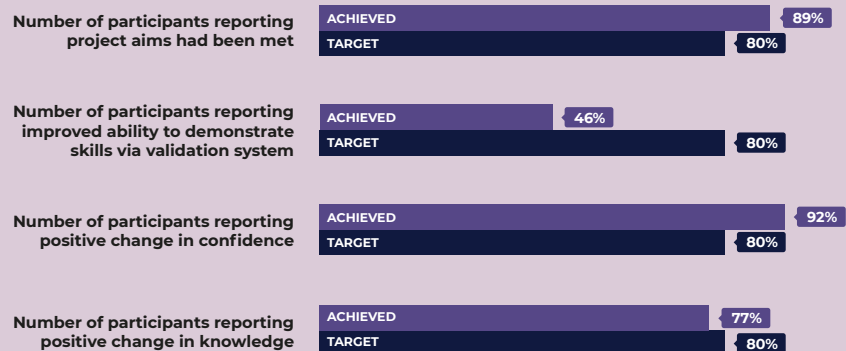 Number of participants reporting
project aims had been met
ACHIEVED
89%
TARGET
80%
Number of participants reporting
improved ability to demonstrate
skills via validation system
ACHIEVED
46%
TARGET
80%
Number of participants reporting
positive change in confidence
ACHIEVED
92%
TARGET
80%
Number of participants reporting
positive change in knowledge
ACHIEVED
77%
TARGET
80%